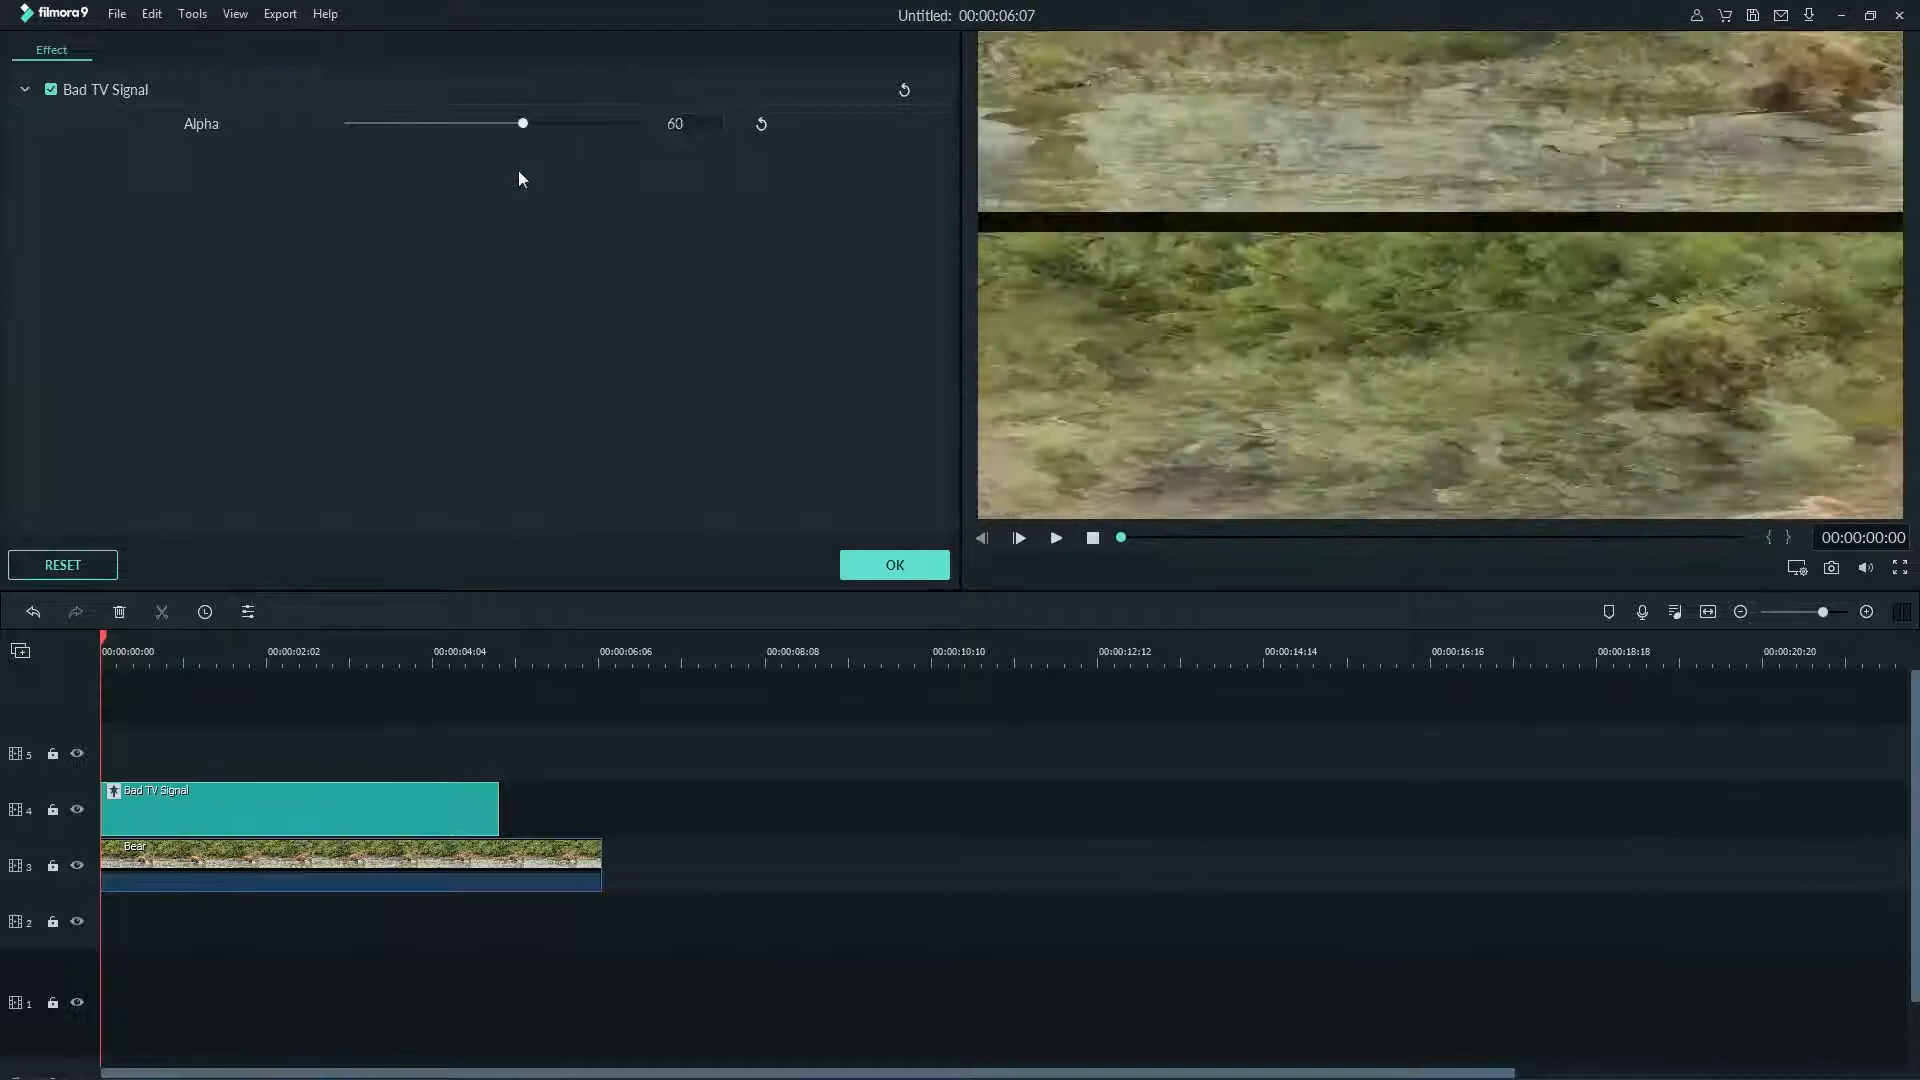 filmora9 File Edit Tools View Export Help Untitled: 00:00:06:07
Effect
Bad TV Signal
Alpha 60
00:00:00:00
RESET OK
00:00:00:00 00:00:02:02 00:00:04:04 00:00:06:06 00:00:08:08 00:00:10:10 00:00:12:12 00:00:14:14 00:00:16:16 00:00:18:18 00:00:20:20
5
Bad TV Signal
4
Bear
3
2
1